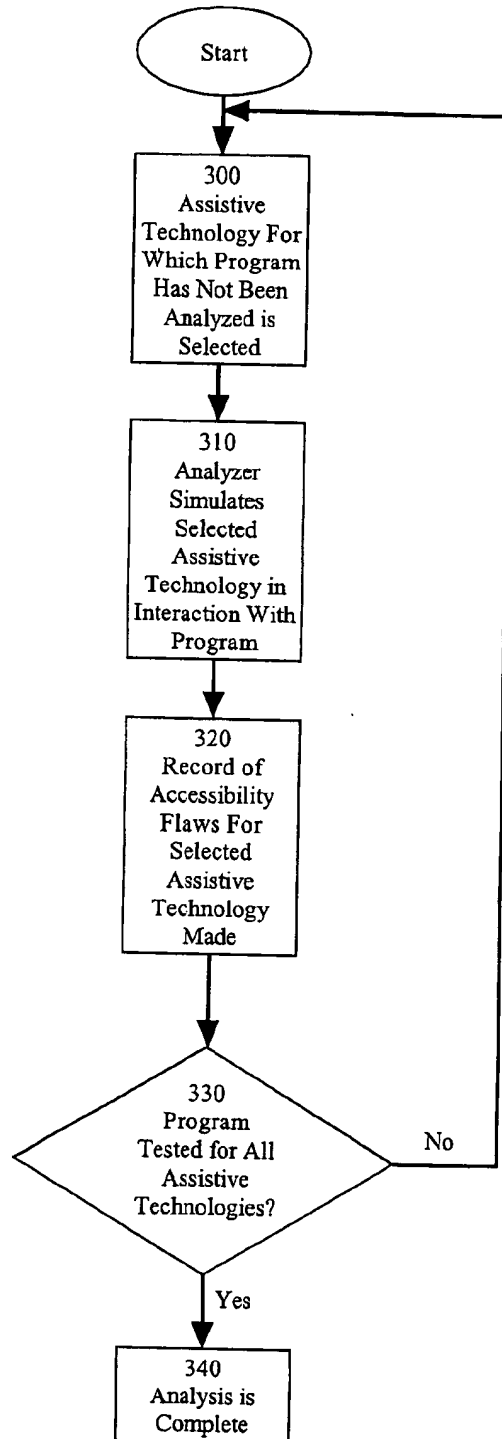 Start
300
Assistive
Technology For
Which Program
Has Not Been
Analyzed is
Selected
310
Analyzer
Simulates
Selected
Assistive
Technology in
Interaction With
Program
320
Record of
Accessibility
Flaws For
Selected
Assistive
Technology
Made
330
Program
Tested for All
Assistive
Technologies?
No
Yes
340
Analysis is
Complete